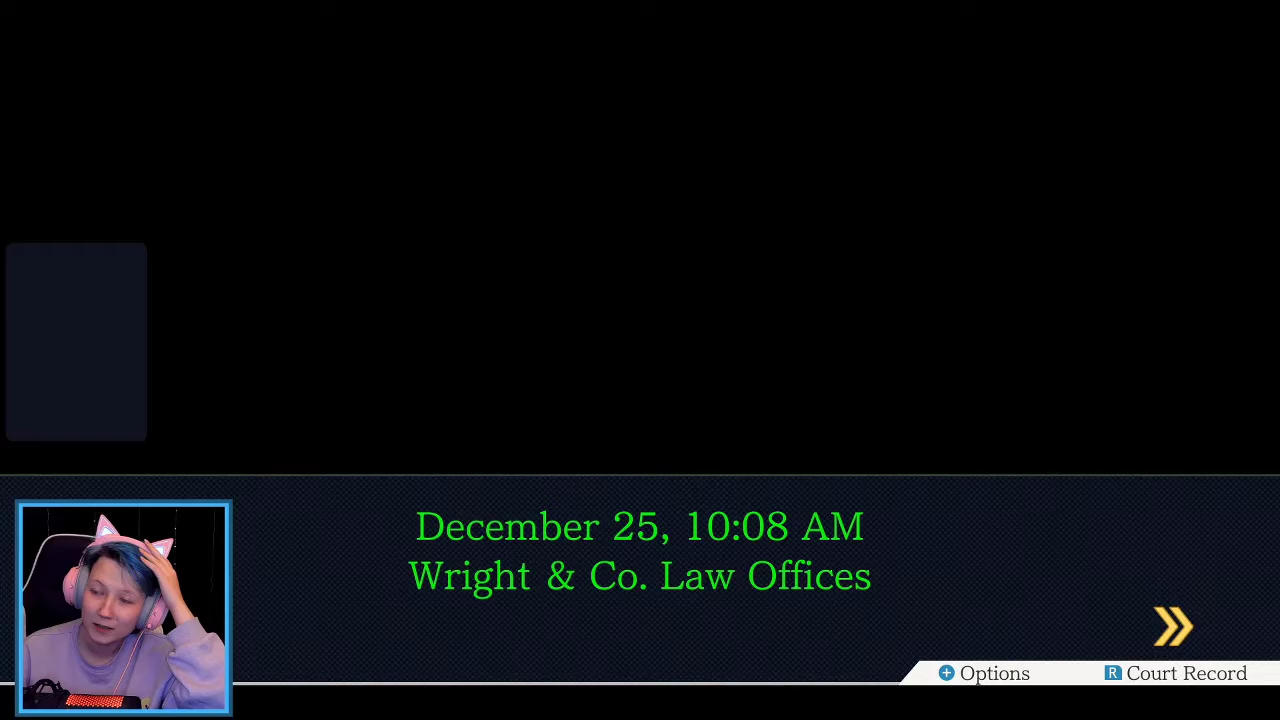 December 25, 10:08 AM
Wright & Co. Law Offices
+ Options
R Court Record